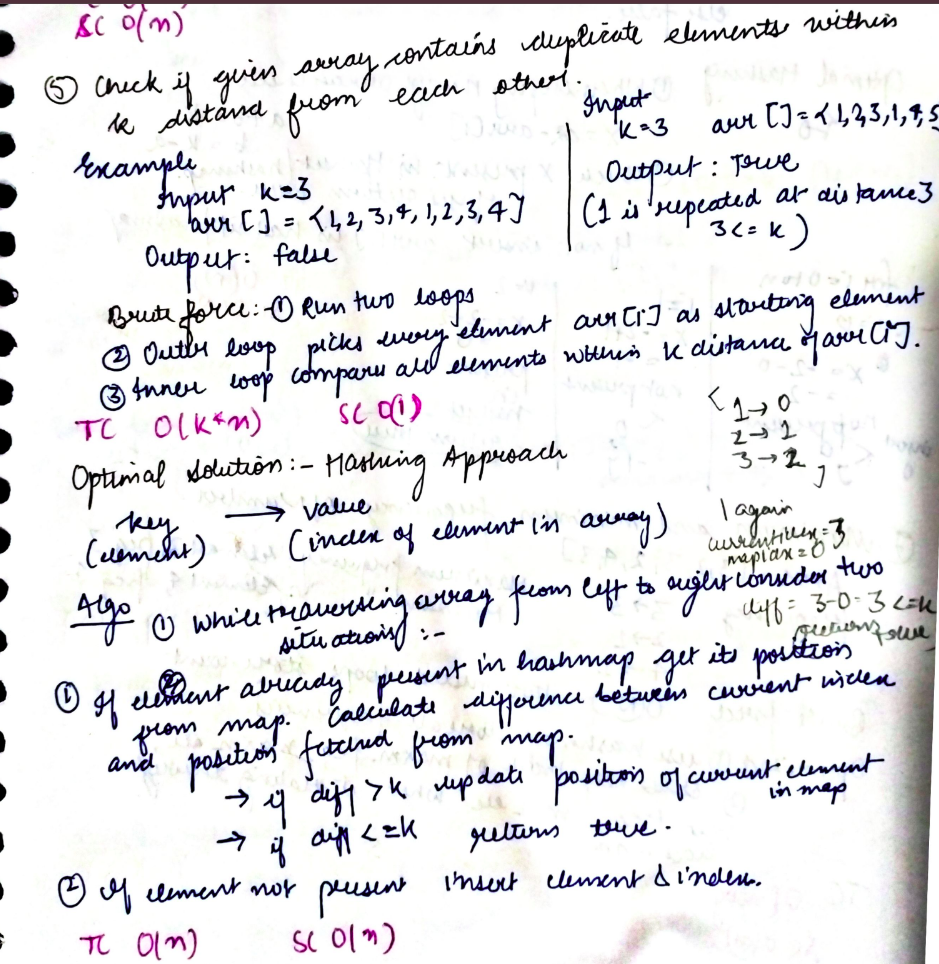 SC O(n)
⑤ Check if given array contains duplicate elements within
k distand from each other.
Example
Input k=3
arr [] = {1, 2, 3, 4, 1, 2, 3, 4}
Output: false
Input
k=3 arr [] = {1,2,3,1,4,5
Output : True
(1 is repeated at distance 3
3<= k)
Brute force:- ① Run two loops
② Outer loop picks every element arr[i] as starting element
③ Inner loop compares all elements within k distance of arr[i].
TC O(k*n) SC O(1)
{ 1→0
2→1
3→2 }
Optimal solution :- Hashing Approach
key → value
(element) (index of element in array)
1 again
currentidx=3
mapidx=0
diff = 3-0=3 <=k
returns true
Algo ① While traversing array from left to right consider two
situations :-
① If element already present in hashmap get its position
from map. Calculate difference between current index
and position fetched from map.
→ if diff >k update position of current element
in map
→ if diff <=k returns true.
② If element not present insert element & index.
TC O(n) SC O(n)